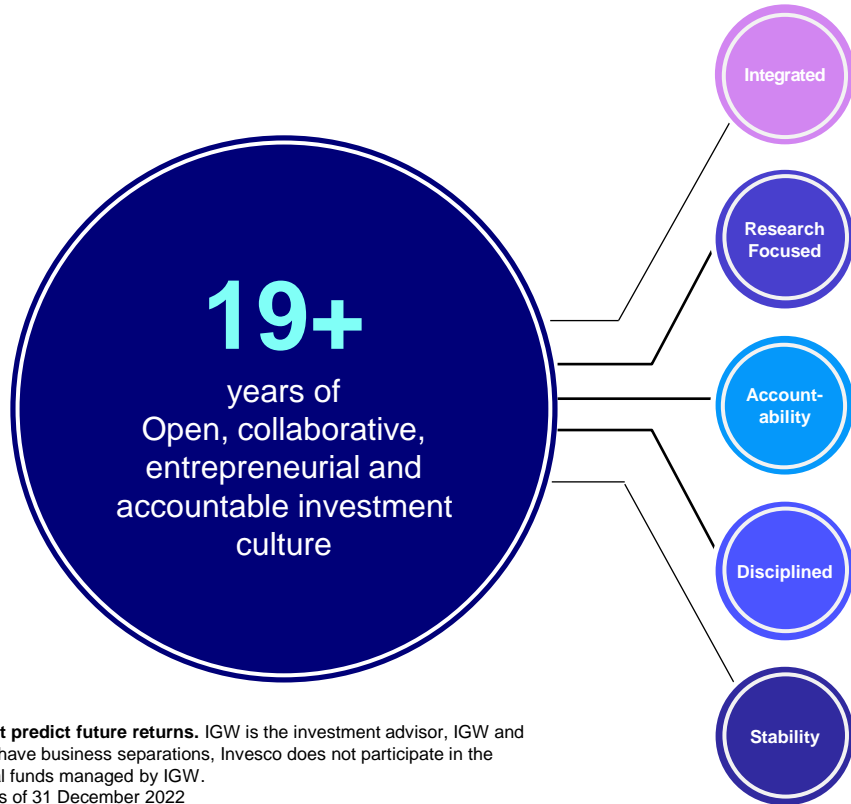 Integrated
Research
Focused
19+
years of
Open, collaborative,
entrepreneurial and
accountable investment
culture
Account-
ability
Disciplined
Stability
t predict future returns. IGW is the investment advisor, IGW and
have business separations, Invesco does not participate in the
l funds managed by IGW.
s of 31 December 2022